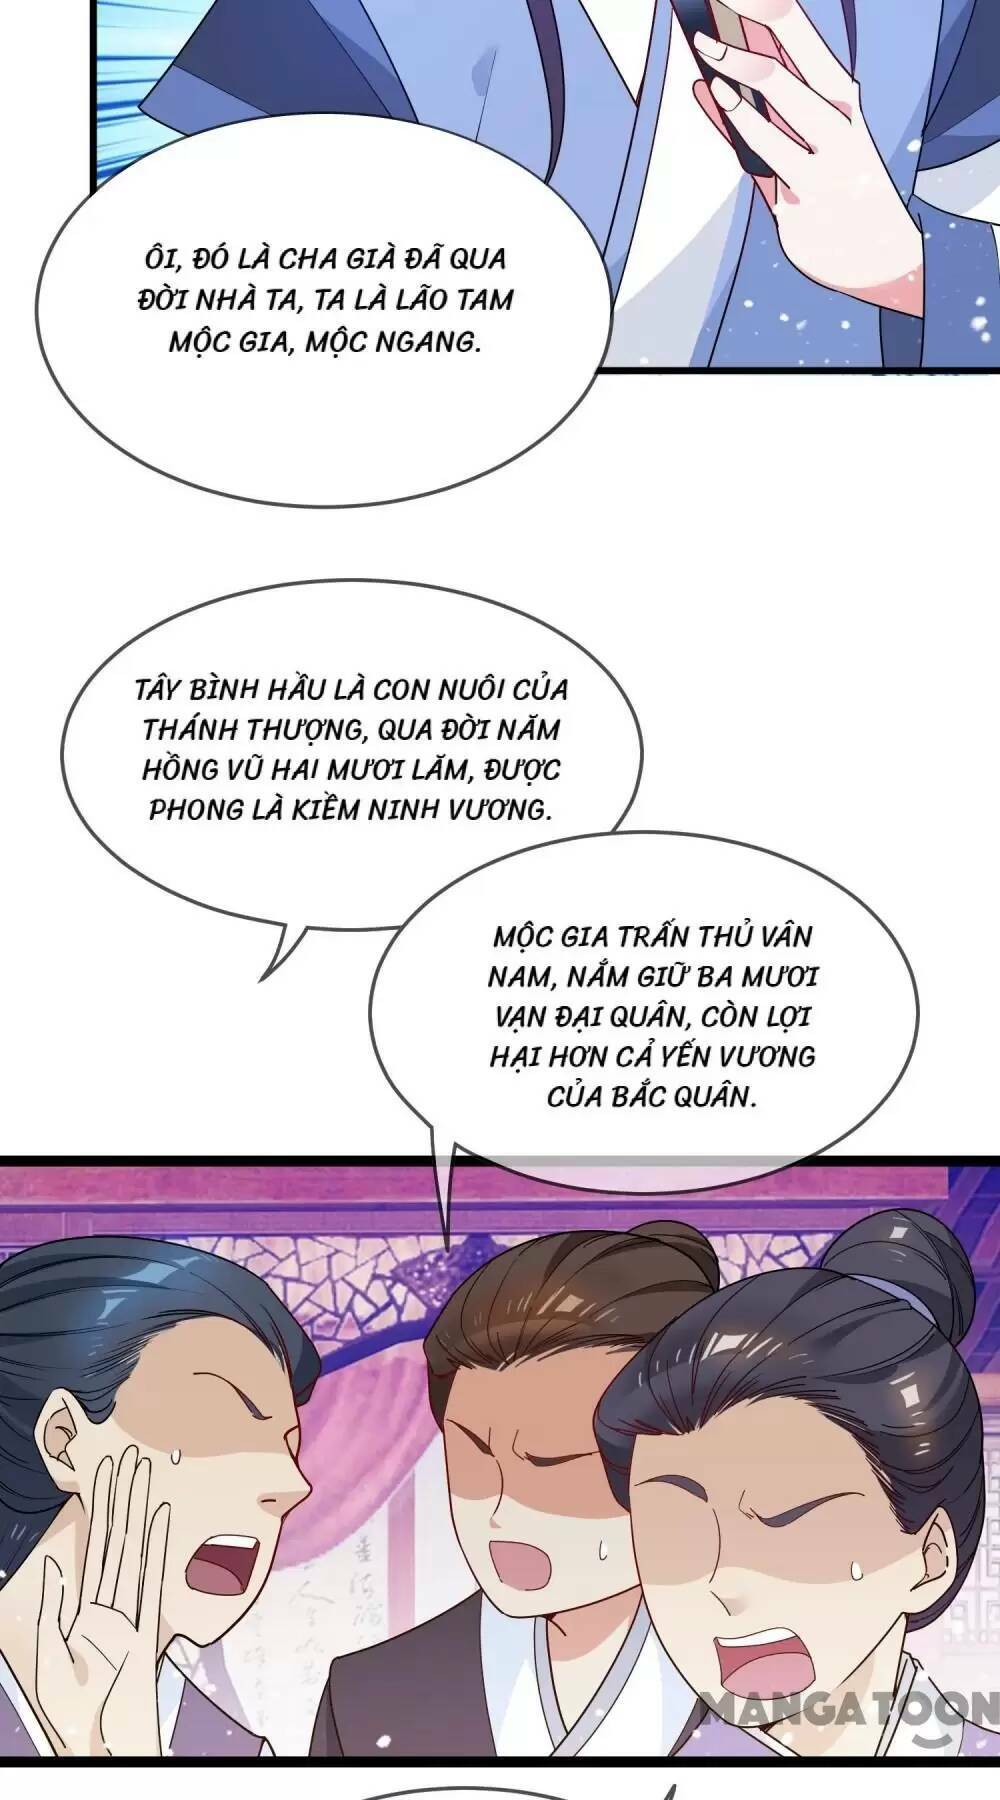 ÔI, ĐÓ LÀ CHA GIÀ ĐÃ QUA
ĐỜI NHÀ TA, TA LÀ LÃO TAM
MỘC GIA, MỘC NGANG.
TÂY BÌNH HẦU LÀ CON NUÔI CỦA
THÁNH THƯỢNG, QUA ĐỜI NĂM
HỒNG VŨ HAI MƯƠI LĂM, ĐƯỢC
PHONG LÀ KIỀM NINH VƯƠNG.
MỘC GIA TRẤN THỦ VÂN
NAM, NẮM GIỮ BA MƯƠI
VẠN ĐẠI QUÂN, CÒN LỢI
HẠI HƠN CẢ YẾN VƯƠNG
CỦA BẮC QUÂN.
MANGATOON